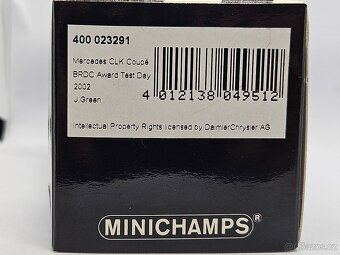 400 023291
Mercedes CLK Coupé
BRDC Award Test Day
2002
J.Green
4 012138 049512
Intellectual Property Rights licensed by DaimlerChrysler AG
MINICHAMPS®